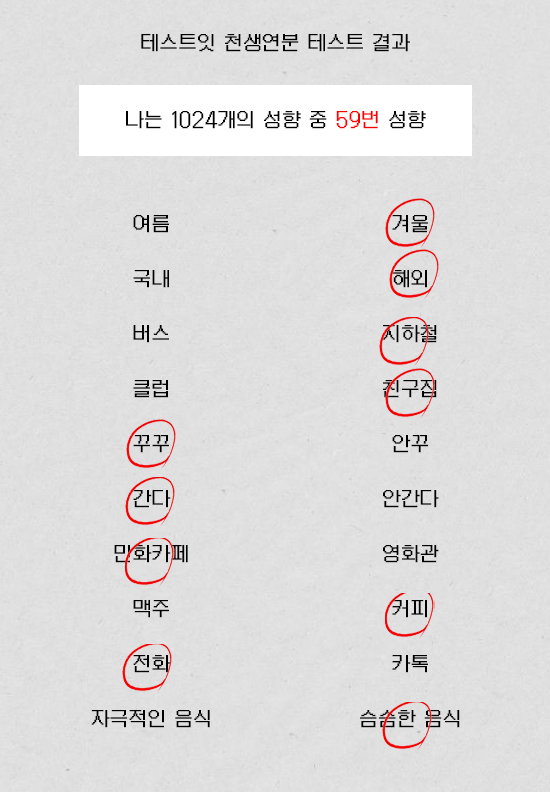 테스트잇 천생연분 테스트 결과
나는 1024개의 성향 중 59번 성향
여름 겨울
국내 해외
버스 지하철
클럽 친구집
꾸꾸 안꾸
간다 안간다
만화카페 영화관
맥주 커피
전화 카톡
자극적인 음식 슴슴한 음식